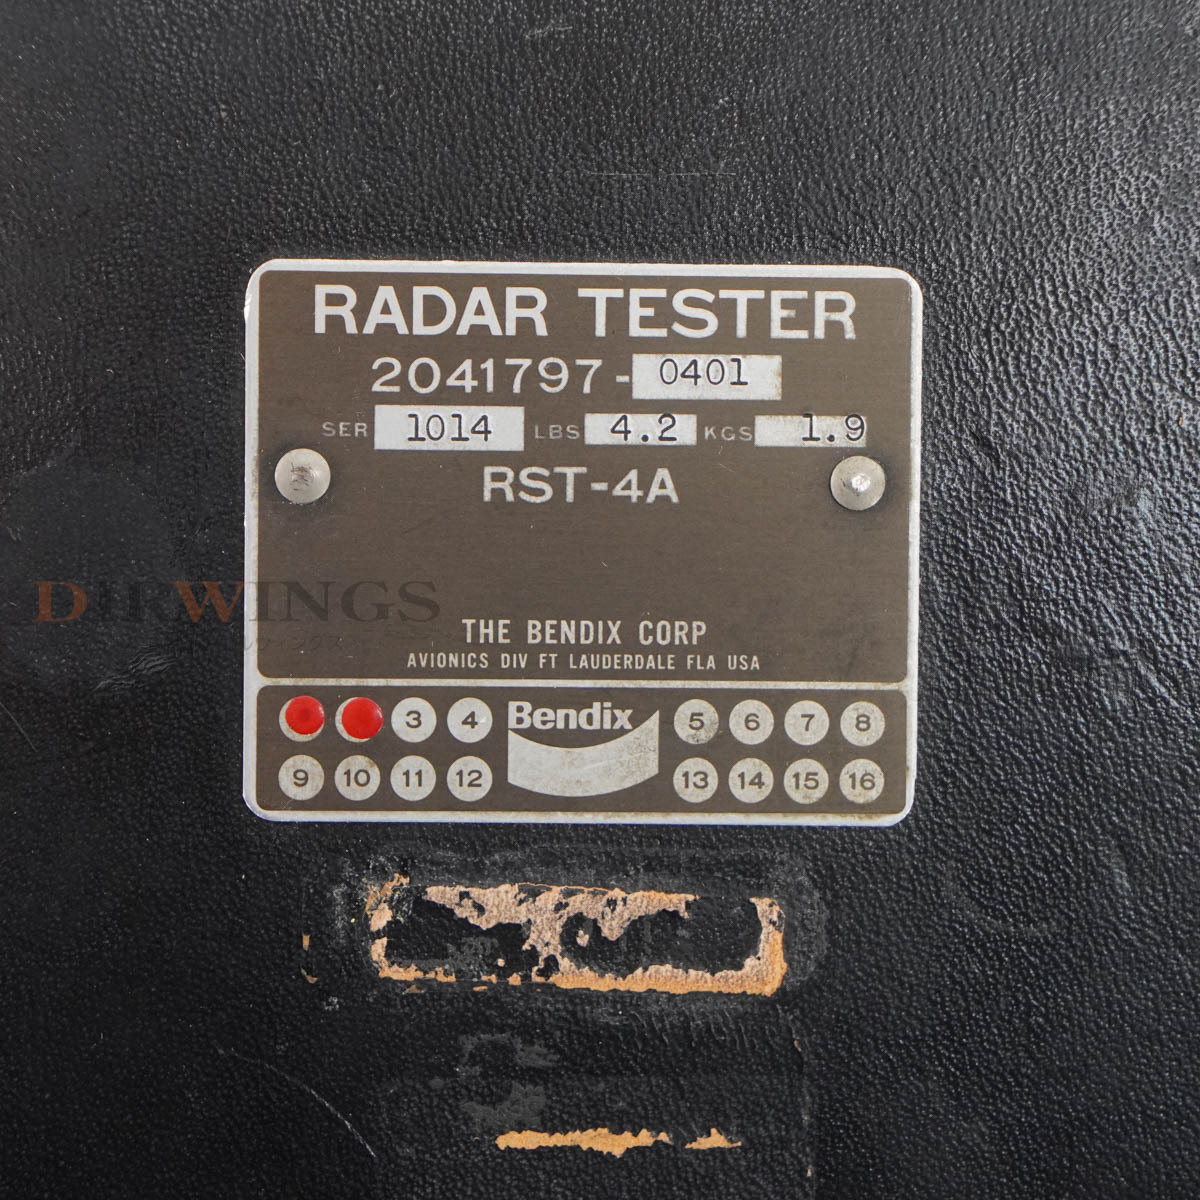 RADAR TESTER
2041797-0401
SER 1014 LBS 4.2 KGS 1.9
RST-4A
DIRWINGS
THE BENDIX CORP
AVIONICS DIV FT LAUDERDALE FLA USA
3 4 Bendix 5 6 7 8
9 10 11 12 13 14 15 16